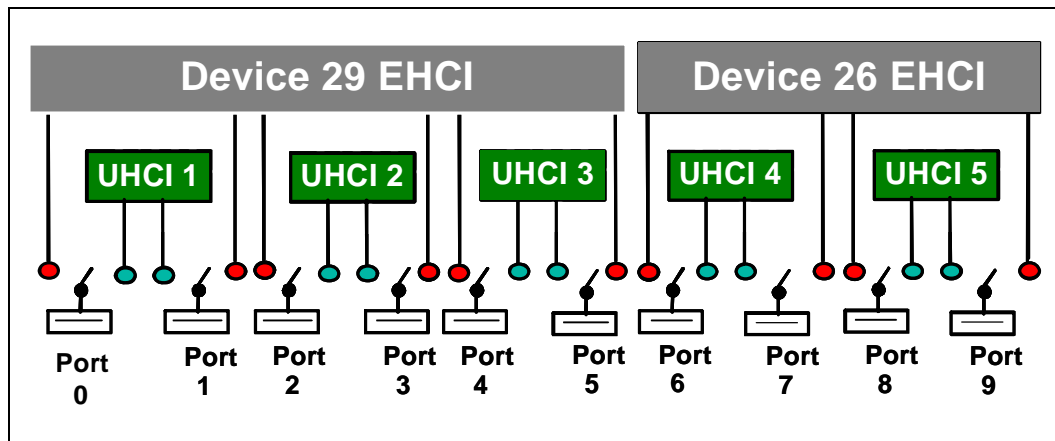 Device 29 EHCI
Device 26 EHCI
UHCI 1
UHCI 2
UHCI 3
UHCI 4
UHCI 5
Port
0
Port
1
Port
2
Port
3
Port
4
Port
5
Port
6
Port
7
Port
8
Port
9